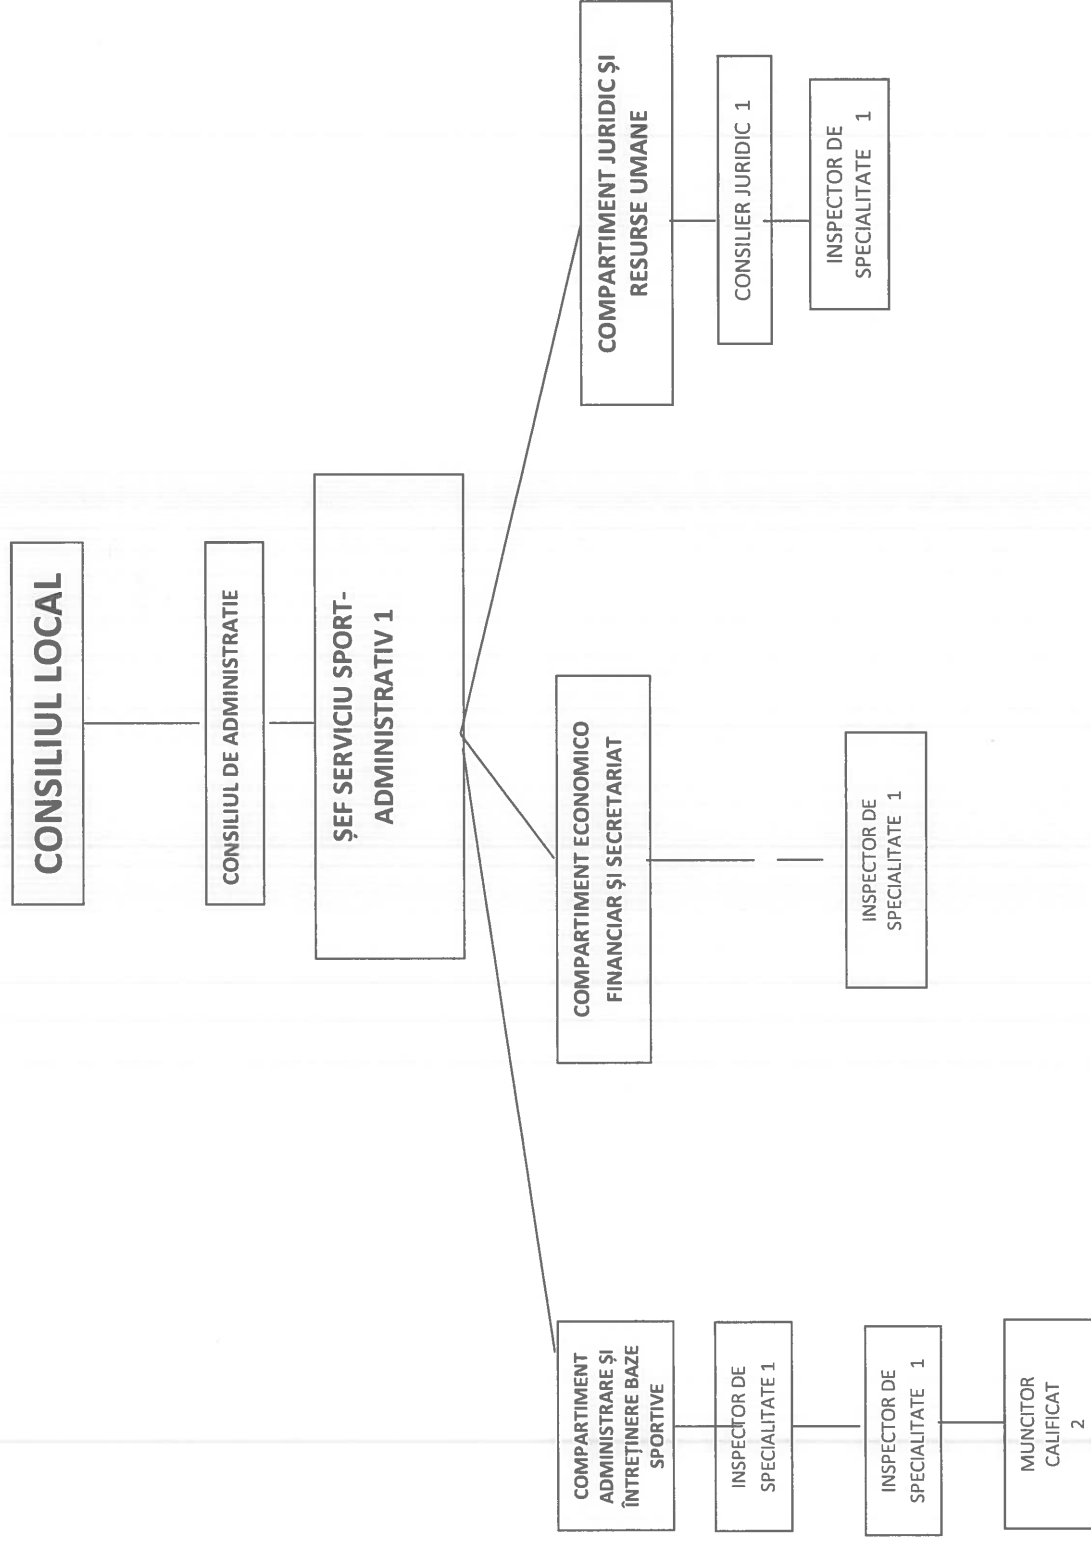 CONSILIUL LOCAL
CONSILIUL DE ADMINISTRATIE
ȘEF SERVICIU SPORT-
ADMINISTRATIV 1
COMPARTIMENT
ADMINISTRARE ȘI
ÎNTREȚINERE BAZE
SPORTIVE
INSPECTOR DE
SPECIALITATE 1
INSPECTOR DE
SPECIALITATE 1
MUNCITOR
CALIFICAT
2
COMPARTIMENT ECONOMICO
FINANCIAR ȘI SECRETARIAT
INSPECTOR DE
SPECIALITATE 1
COMPARTIMENT JURIDIC ȘI
RESURSE UMANE
CONSILIER JURIDIC 1
INSPECTOR DE
SPECIALITATE 1